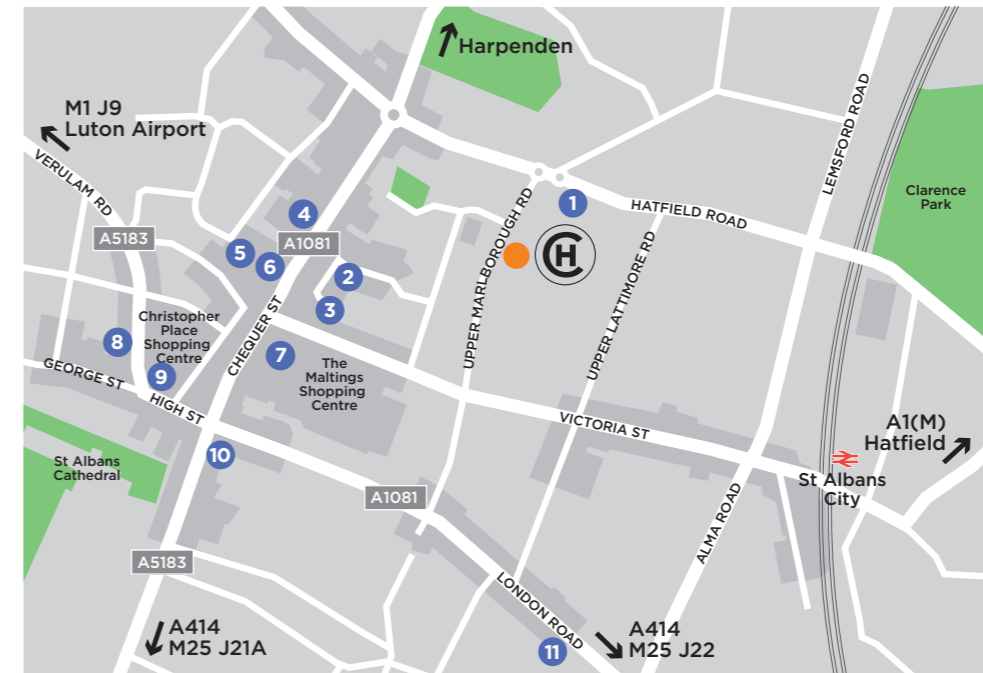 Harpenden
M1 J9
Luton Airport
VERULAM RD
LEMSFORD ROAD
Clarence
Park
1
HATFIELD ROAD
UPPER MARLBOROUGH RD
4
A5183
A1081
5
6
2
CH
UPPER LATTIMORE RD
3
CHEQUER ST
Christopher
Place
Shopping
Centre
8
7
The
Maltings
Shopping
Centre
GEORGE ST
9
HIGH ST
VICTORIA ST
A1(M)
Hatfield
10
St Albans
Cathedral
St Albans
City
A1081
ALMA ROAD
A5183
LONDON ROAD
A414
M25 J21A
A414
M25 J22
11